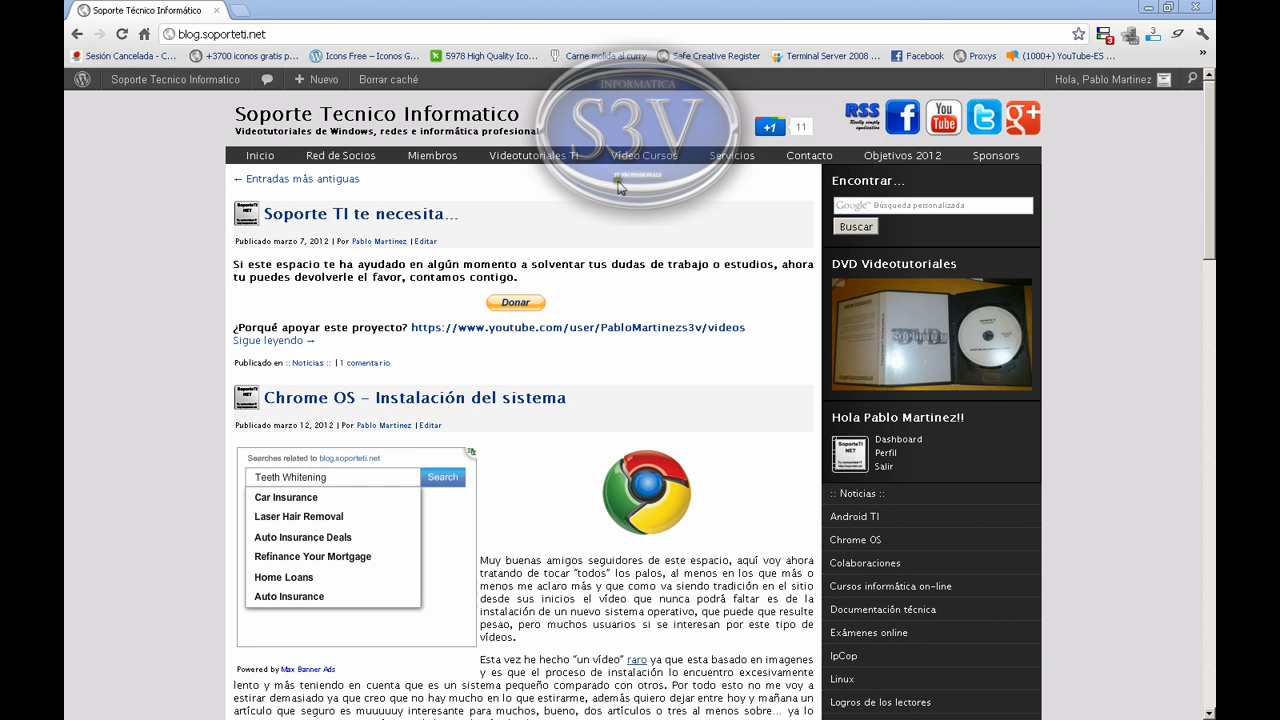 Soporte Técnico Informático
blog.soporteti.net
Sesión Cancelada - C...
+3700 iconos gratis p...
Icons Free – Iconos G...
5978 High Quality Ico...
Carne molida al curry
Safe Creative Register
Terminal Server 2008 ...
Facebook
Proxys
(1000+) YouTube-ES ...
»
3
3
Soporte Tecnico Informatico
Nuevo
Borrar caché
Hola, Pablo Martinez
INFORMATICA
S3V
IT PROFESIONALS
Soporte Tecnico Informatico
Videotutoriales de Windows, redes e informática profesional
+1
11
RSS
Really simply syndication
You
Tube
g+
Inicio
Red de Socios
Miembros
Videotutoriales TI
Vídeo Cursos
Servicios
Contacto
Objetivos 2012
Sponsors
← Entradas más antiguas
Soporte TI te necesita…
Publicado marzo 7, 2012 | Por Pablo Martínez | Editar
Si este espacio te ha ayudado en algún momento a solventar tus dudas de trabajo o estudios, ahora
tu puedes devolverle el favor, contamos contigo.
Donar
¿Porqué apoyar este proyecto? https://www.youtube.com/user/PabloMartinezs3v/videos
Sigue leyendo →
Publicado en :: Noticias :: | 1 comentario
Chrome OS – Instalación del sistema
Publicado marzo 12, 2012 | Por Pablo Martínez | Editar
Searches related to blog.soporteti.net
Teeth Whitening
Search
Car Insurance
Laser Hair Removal
Auto Insurance Deals
Refinance Your Mortgage
Home Loans
Auto Insurance
Powered by Max Banner Ads
Muy buenas amigos seguidores de este espacio, aquí voy ahora
tratando de tocar “todos” los palos, al menos en los que más o
menos me aclaro más y que como va siendo tradición en el sitio
desde sus inicios el vídeo que nunca podrá faltar es de la
instalación de un nuevo sistema operativo, que puede que resulte
pesao, pero muchos usuarios si se interesan por este tipo de
vídeos.
Esta vez he hecho “un vídeo” raro ya que esta basado en imagenes
y es que el proceso de instalación lo encuentro excesivamente
lento y más teniendo en cuenta que es un sistema pequeño comparado con otros. Por todo esto no me voy a
estirar demasiado ya que creo que no hay mucho en lo que estirarme, además quiero dejar entre hoy y mañana un
artículo que seguro es muuuuuy interesante para muchos, bueno, dos artículos o tres al menos sobre… ya lo
Encontrar…
Google™ Búsqueda personalizada
Buscar
DVD Videotutoriales
Hola Pablo Martinez!!
SoporteTI
NET
Dashboard
Perfil
Salir
:: Noticias ::
Android TI
Chrome OS
Colaboraciones
Cursos informática on-line
Documentación técnica
Exámenes online
IpCop
Linux
Logros de los lectores